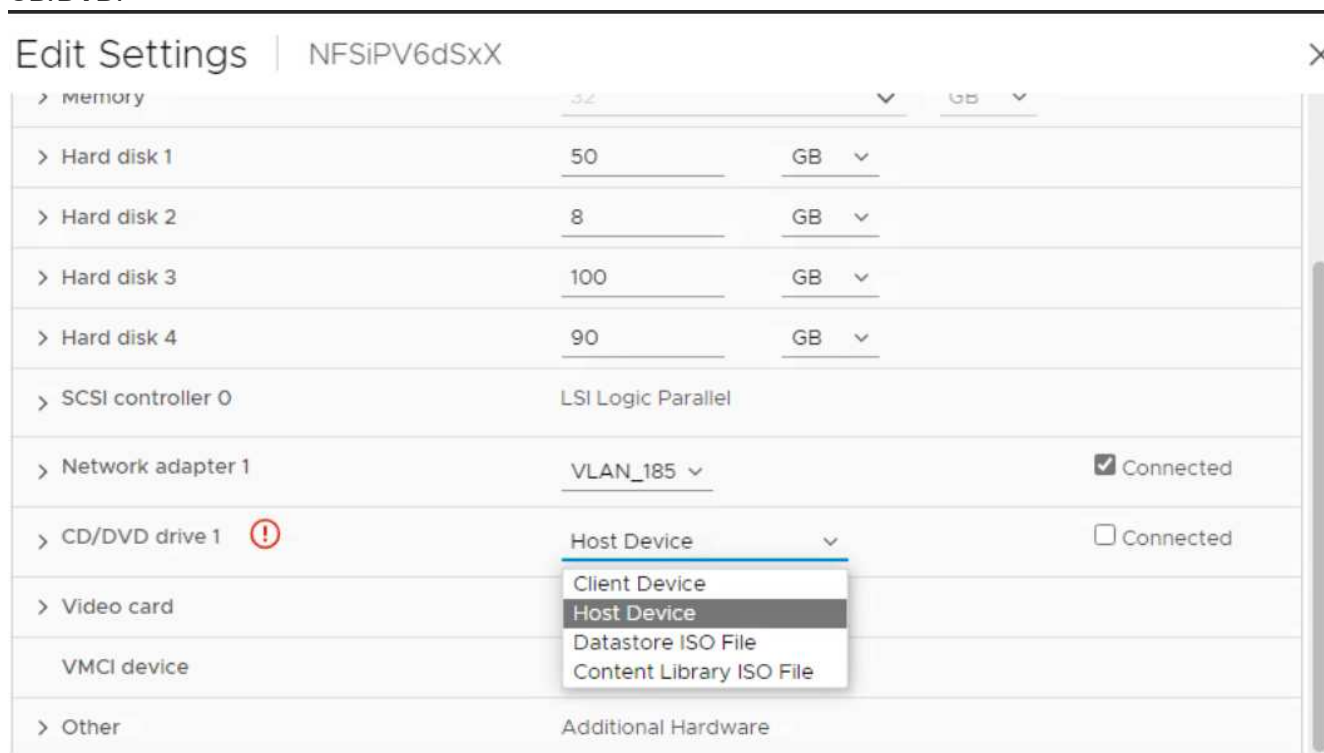 Edit Settings | NFSiPV6dSxX
Memory 32 GB
Hard disk 1 50 GB
Hard disk 2 8 GB
Hard disk 3 100 GB
Hard disk 4 90 GB
SCSI controller 0 LSI Logic Parallel
Network adapter 1 VLAN_185 Connected
CD/DVD drive 1 Host Device Connected
Client Device
Video card Host Device
Datastore ISO File
VMCI device Content Library ISO File
Other Additional Hardware